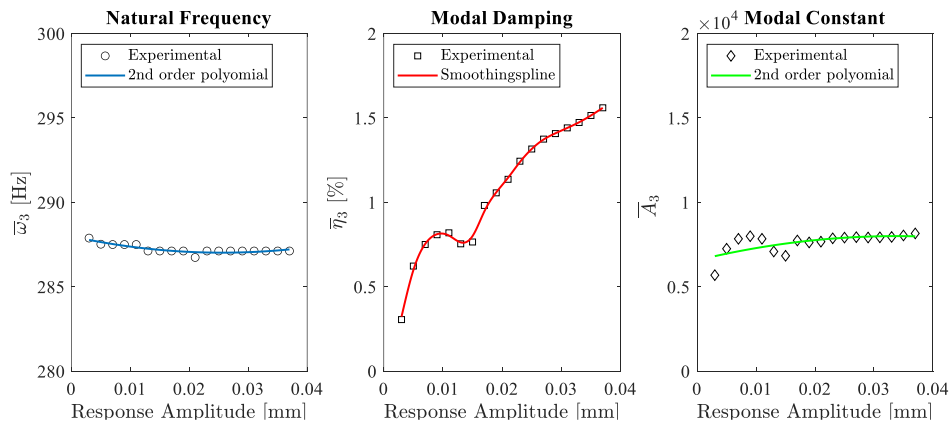 Natural Frequency
300
295
290
285
280
0
0.01
0.02
0.03
0.04
Response Amplitude [mm]
ω̅₃ [Hz]
Experimental
2nd order polyomial
Modal Damping
2
1.5
1
0.5
0
0
0.01
0.02
0.03
0.04
Response Amplitude [mm]
η̅₃ [%]
Experimental
Smoothingspline
×10⁴ Modal Constant
2
1.5
1
0.5
0
0
0.01
0.02
0.03
0.04
Response Amplitude [mm]
A̅₃
Experimental
2nd order polyomial